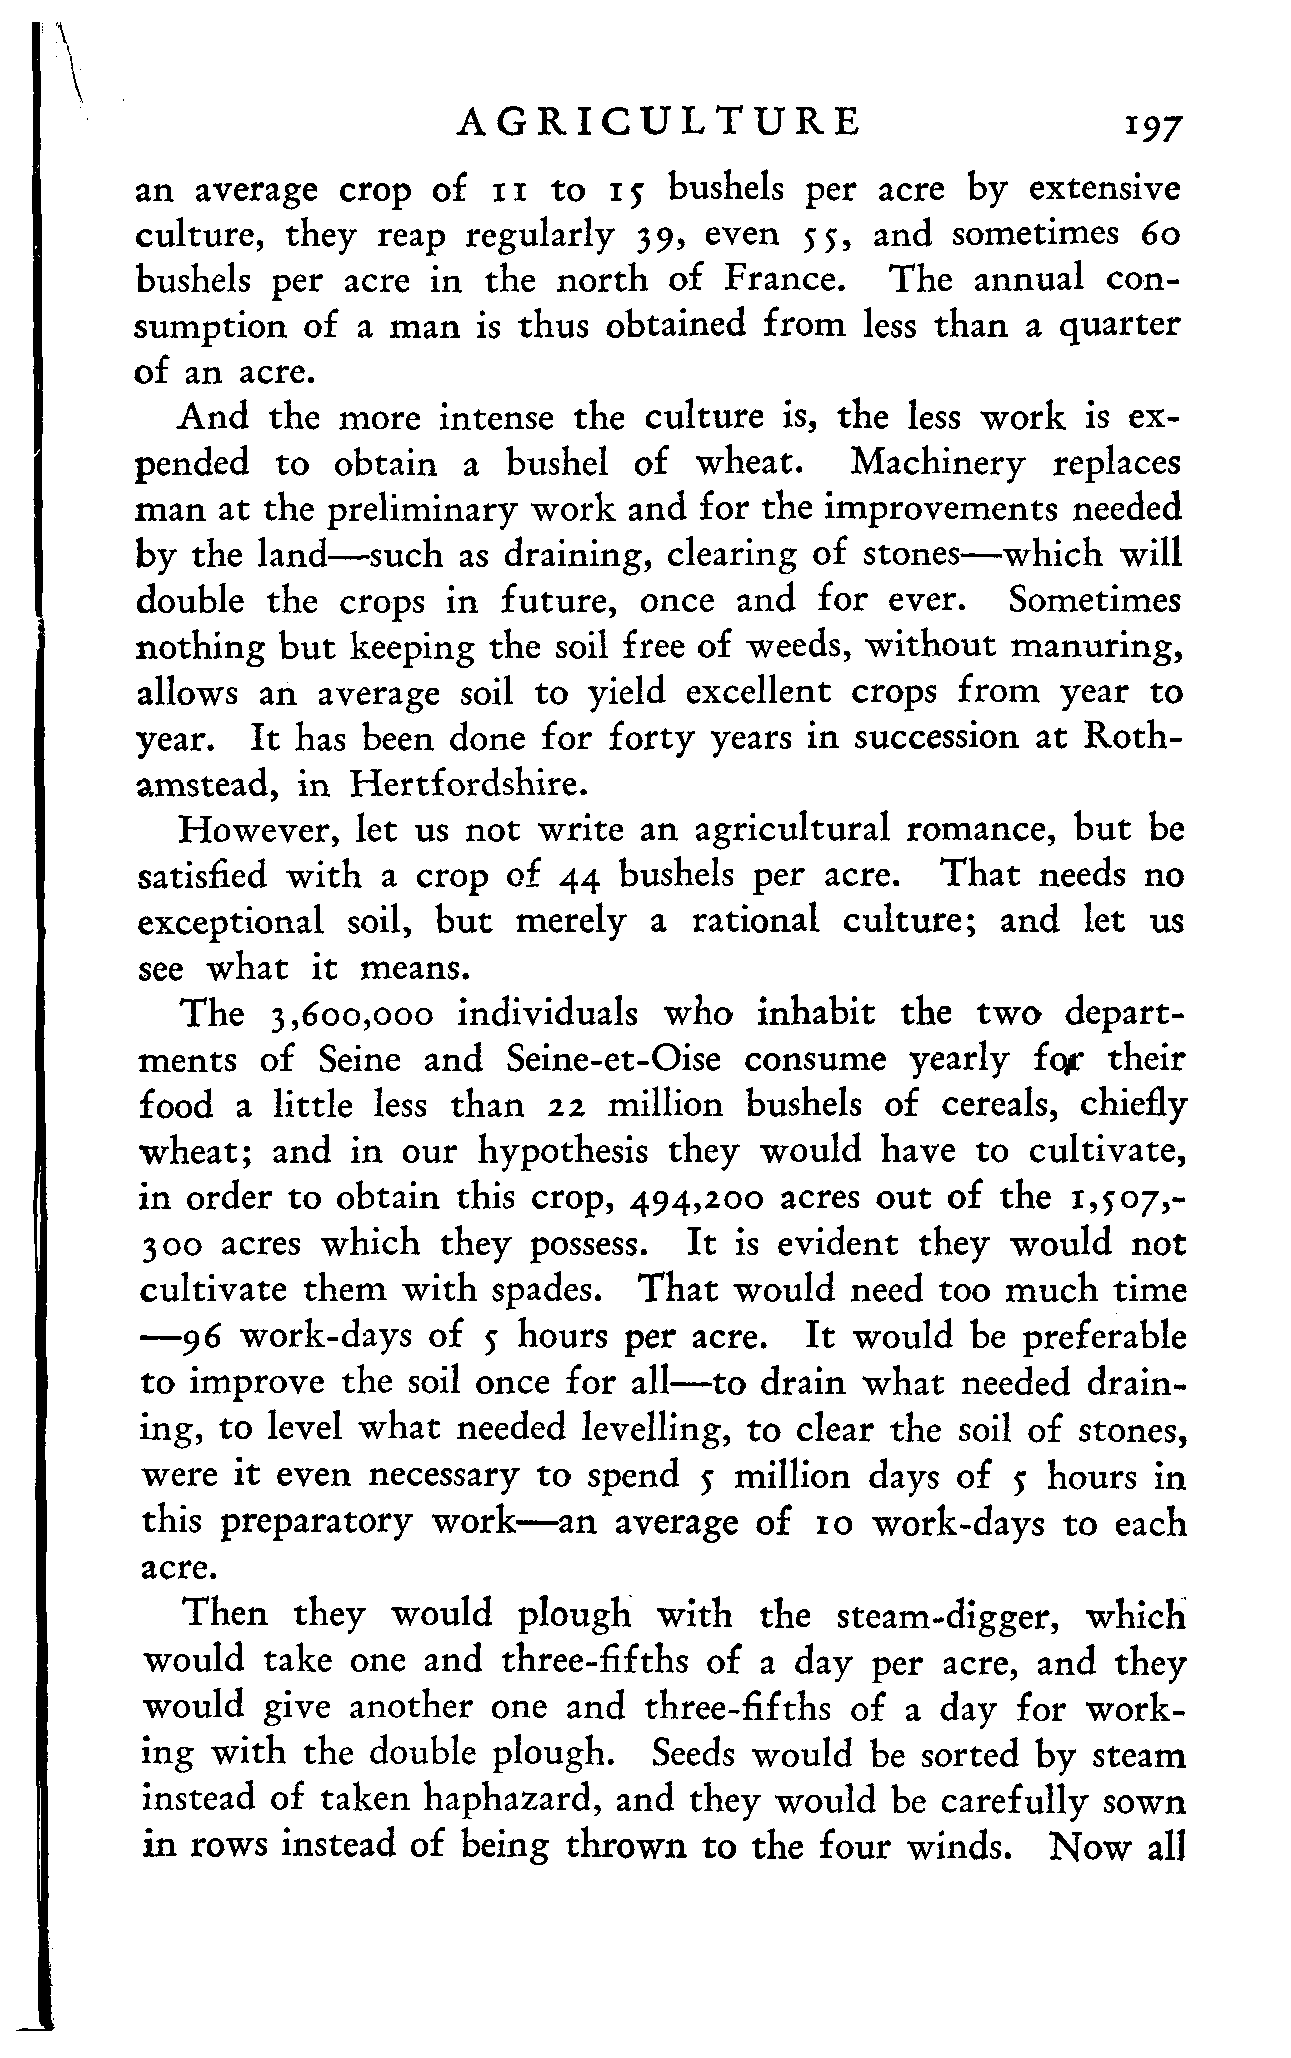 AGRICULTURE 197
an average crop of 11 to 15 bushels per acre by extensive
culture, they reap regularly 39, even 55, and sometimes 60
bushels per acre in the north of France. The annual con-
sumption of a man is thus obtained from less than a quarter
of an acre.
And the more intense the culture is, the less work is ex-
pended to obtain a bushel of wheat. Machinery replaces
man at the preliminary work and for the improvements needed
by the land—such as draining, clearing of stones—which will
double the crops in future, once and for ever. Sometimes
nothing but keeping the soil free of weeds, without manuring,
allows an average soil to yield excellent crops from year to
year. It has been done for forty years in succession at Roth-
amstead, in Hertfordshire.
However, let us not write an agricultural romance, but be
satisfied with a crop of 44 bushels per acre. That needs no
exceptional soil, but merely a rational culture; and let us
see what it means.
The 3,600,000 individuals who inhabit the two depart-
ments of Seine and Seine-et-Oise consume yearly for their
food a little less than 22 million bushels of cereals, chiefly
wheat; and in our hypothesis they would have to cultivate,
in order to obtain this crop, 494,200 acres out of the 1,507,-
300 acres which they possess. It is evident they would not
cultivate them with spades. That would need too much time
—96 work-days of 5 hours per acre. It would be preferable
to improve the soil once for all—to drain what needed drain-
ing, to level what needed levelling, to clear the soil of stones,
were it even necessary to spend 5 million days of 5 hours in
this preparatory work—an average of 10 work-days to each
acre.
Then they would plough with the steam-digger, which
would take one and three-fifths of a day per acre, and they
would give another one and three-fifths of a day for work-
ing with the double plough. Seeds would be sorted by steam
instead of taken haphazard, and they would be carefully sown
in rows instead of being thrown to the four winds. Now all